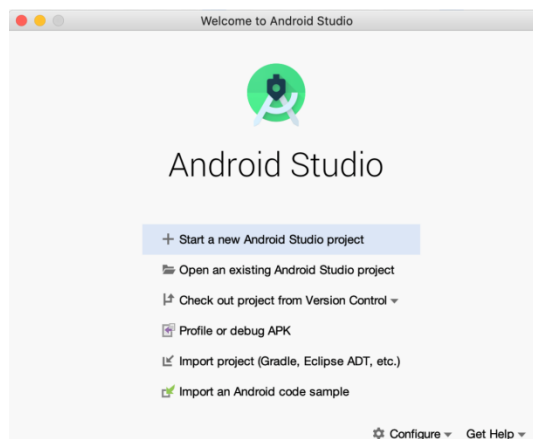 Welcome to Android Studio
Android Studio
Start a new Android Studio project
Open an existing Android Studio project
Check out project from Version Control
Profile or debug APK
Import project (Gradle, Eclipse ADT, etc.)
Import an Android code sample
Configure Get Help